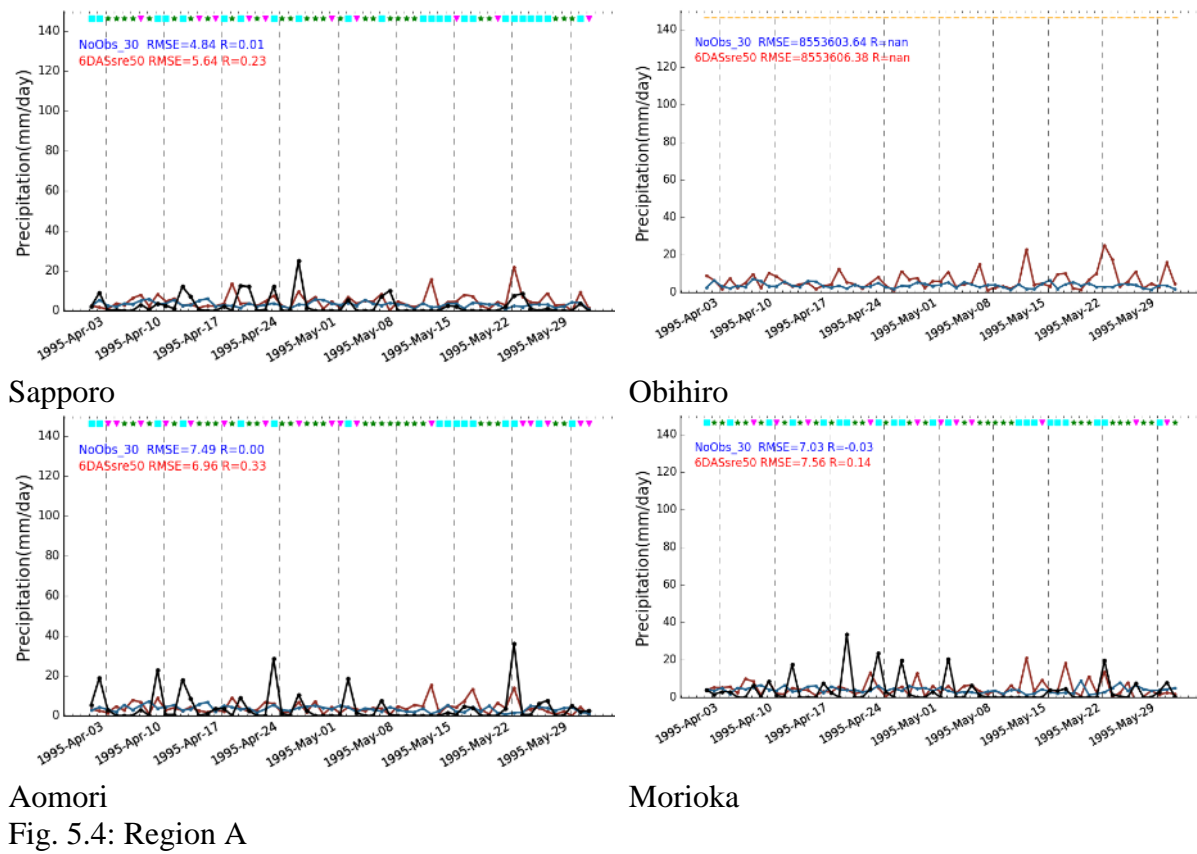 Precipitation(mm/day)
140
120
100
80
60
40
20
0
NoObs_30 RMSE=4.84 R=0.01
6DASsre50 RMSE=5.64 R=0.23
1995-Apr-03
1995-Apr-10
1995-Apr-17
1995-Apr-24
1995-May-01
1995-May-08
1995-May-15
1995-May-22
1995-May-29
Sapporo
Precipitation(mm/day)
140
120
100
80
60
40
20
0
NoObs_30 RMSE=8553603.64 R=nan
6DASsre50 RMSE=8553606.38 R=nan
1995-Apr-03
1995-Apr-10
1995-Apr-17
1995-Apr-24
1995-May-01
1995-May-08
1995-May-15
1995-May-22
1995-May-29
Obihiro
Precipitation(mm/day)
140
120
100
80
60
40
20
0
NoObs_30 RMSE=7.49 R=0.00
6DASsre50 RMSE=6.96 R=0.33
1995-Apr-03
1995-Apr-10
1995-Apr-17
1995-Apr-24
1995-May-01
1995-May-08
1995-May-15
1995-May-22
1995-May-29
Aomori
Precipitation(mm/day)
140
120
100
80
60
40
20
0
NoObs_30 RMSE=7.03 R=-0.03
6DASsre50 RMSE=7.56 R=0.14
1995-Apr-03
1995-Apr-10
1995-Apr-17
1995-Apr-24
1995-May-01
1995-May-08
1995-May-15
1995-May-22
1995-May-29
Morioka
Fig. 5.4: Region A